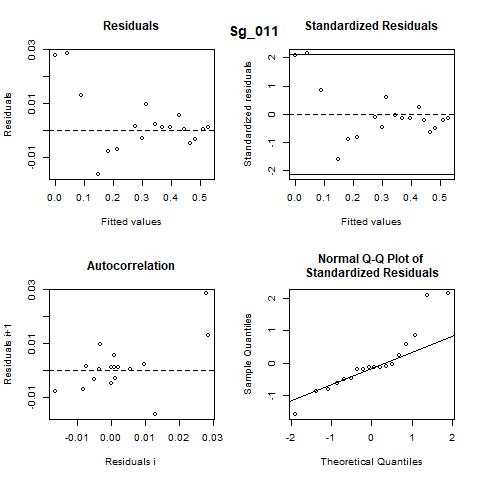 Sg_011
Residuals
Residuals
-0.01 0.01 0.03
0.0 0.1 0.2 0.3 0.4 0.5
Fitted values
Standardized Residuals
Standardized residuals
-2 -1 0 1 2
0.0 0.1 0.2 0.3 0.4 0.5
Fitted values
Autocorrelation
Residuals i+1
-0.01 0.01 0.03
-0.01 0.00 0.01 0.02 0.03
Residuals i
Normal Q-Q Plot of
Standardized Residuals
Sample Quantiles
-1 0 1 2
-2 -1 0 1 2
Theoretical Quantiles